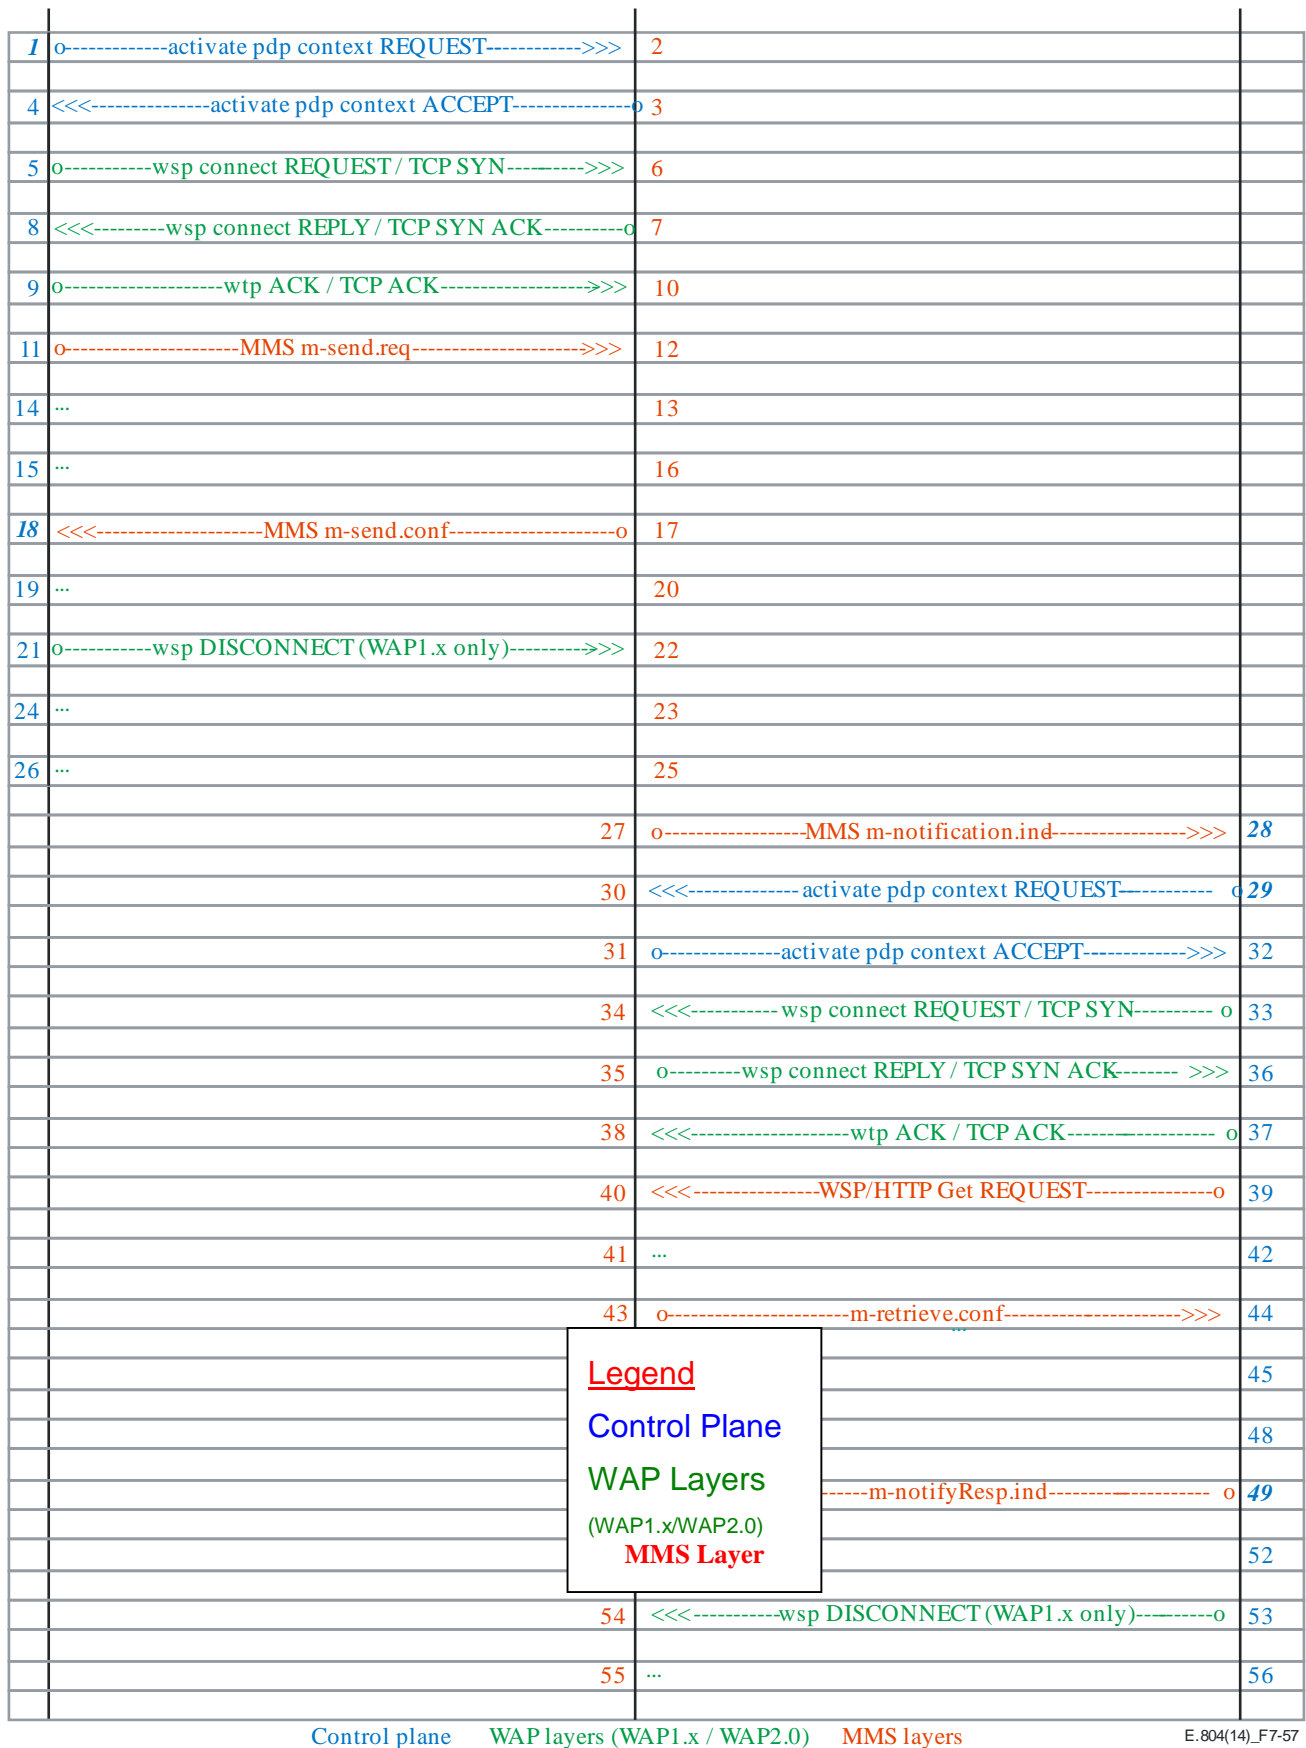 1 o-------------activate pdp context REQUEST------------->>> 2
4 <<<---------------activate pdp context ACCEPT---------------o 3
5 o-----------wsp connect REQUEST / TCP SYN---------->>> 6
8 <<<---------wsp connect REPLY / TCP SYN ACK----------o 7
9 o--------------------wtp ACK / TCP ACK-------------------->>> 10
11 o----------------------MMS m-send.req---------------------->>> 12
14 ... 13
15 ... 16
18 <<<---------------------MMS m-send.conf---------------------o 17
19 ... 20
21 o-----------wsp DISCONNECT (WAP1.x only)----------->>> 22
24 ... 23
26 ... 25
27 o------------------MMS m-notification.ind------------------>>> 28
30 <<<--------------activate pdp context REQUEST------------ o 29
31 o---------------activate pdp context ACCEPT------------->>> 32
34 <<<-----------wsp connect REQUEST / TCP SYN---------- o 33
35 o---------wsp connect REPLY / TCP SYN ACK-------- >>> 36
38 <<<--------------------wtp ACK / TCP ACK------------------- o 37
40 <<<----------------WSP/HTTP Get REQUEST----------------o 39
41 ... 42
43 o-----------------------m-retrieve.conf---------------------->>> 44
...
Legend
45
Control Plane
48
WAP Layers
------m-notifyResp.ind-------------------- o 49
(WAP1.x/WAP2.0)
MMS Layer
52
54 <<<-----------wsp DISCONNECT (WAP1.x only)----------o 53
55 ... 56
Control plane WAP layers (WAP1.x / WAP2.0) MMS layers
E.804(14)_F7-57